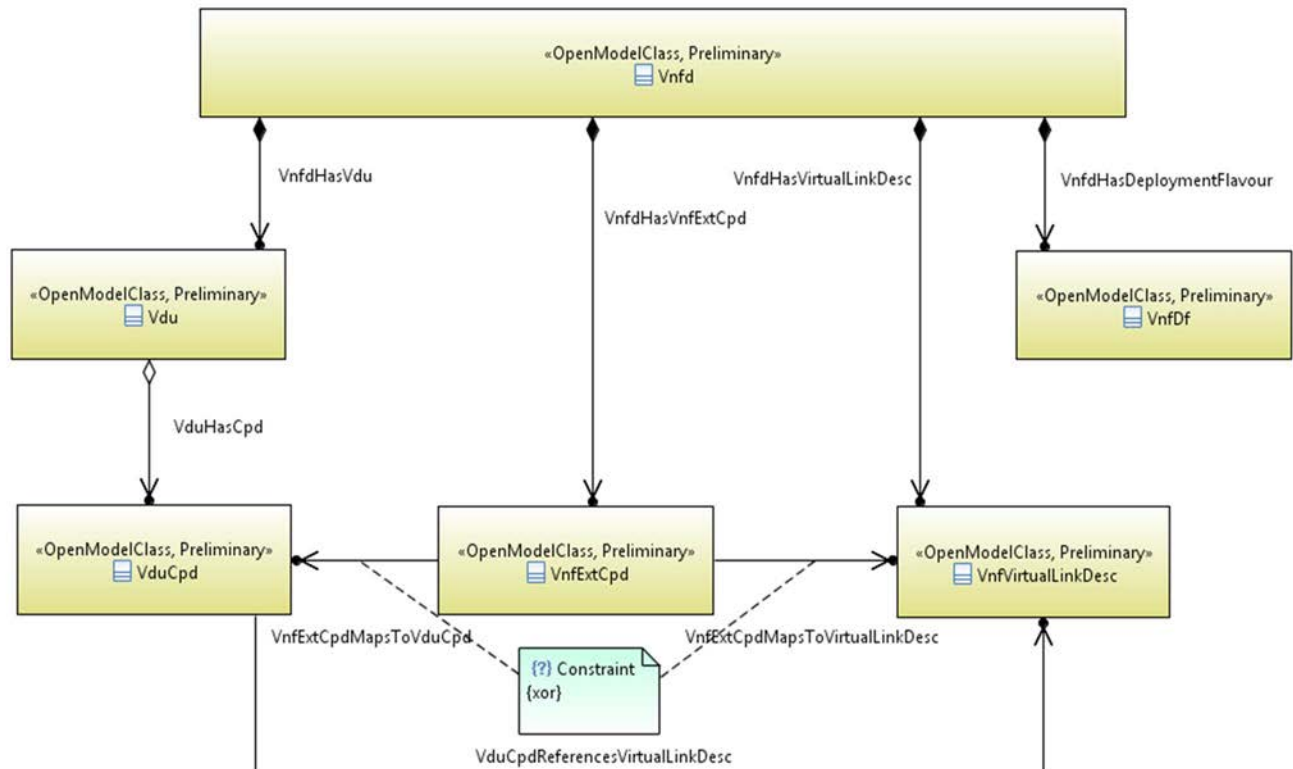 «OpenModelClass, Preliminary»
Vnfd
VnfdHasVdu
VnfdHasVirtualLinkDesc
VnfdHasDeploymentFlavour
VnfdHasVnfExtCpd
«OpenModelClass, Preliminary»
Vdu
«OpenModelClass, Preliminary»
VnfDf
VduHasCpd
«OpenModelClass, Preliminary»
VduCpd
«OpenModelClass, Preliminary»
VnfExtCpd
«OpenModelClass, Preliminary»
VnfVirtualLinkDesc
VnfExtCpdMapsToVduCpd
VnfExtCpdMapsToVirtualLinkDesc
{?} Constraint
{xor}
VduCpdReferencesVirtualLinkDesc